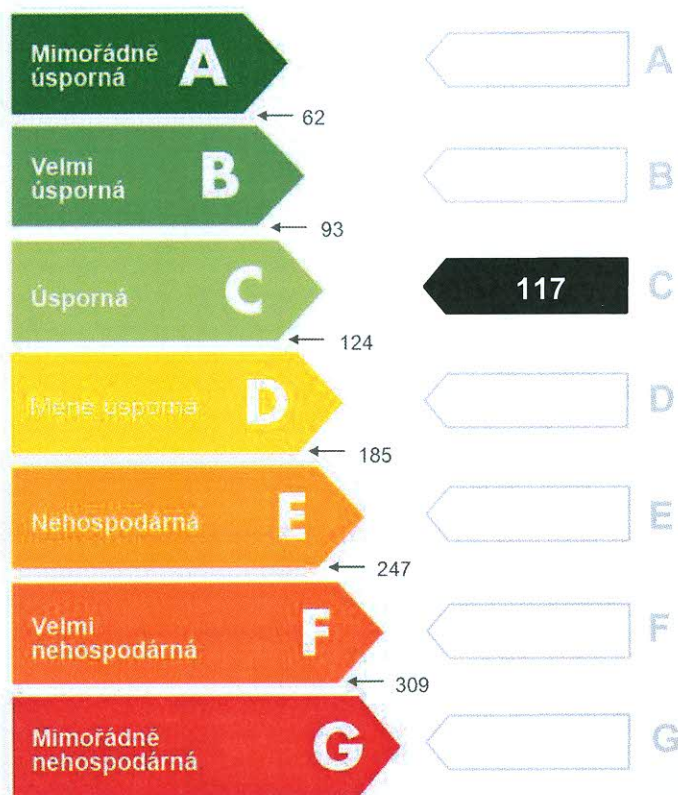 Mimořádně
úsporná
A
A
62
Velmi
úsporná
B
B
93
Úsporná
C
117
C
124
Méně úsporná
D
D
185
Nehospodárná
E
E
247
Velmi
nehospodárná
F
F
309
Mimořádně
nehospodárná
G
G